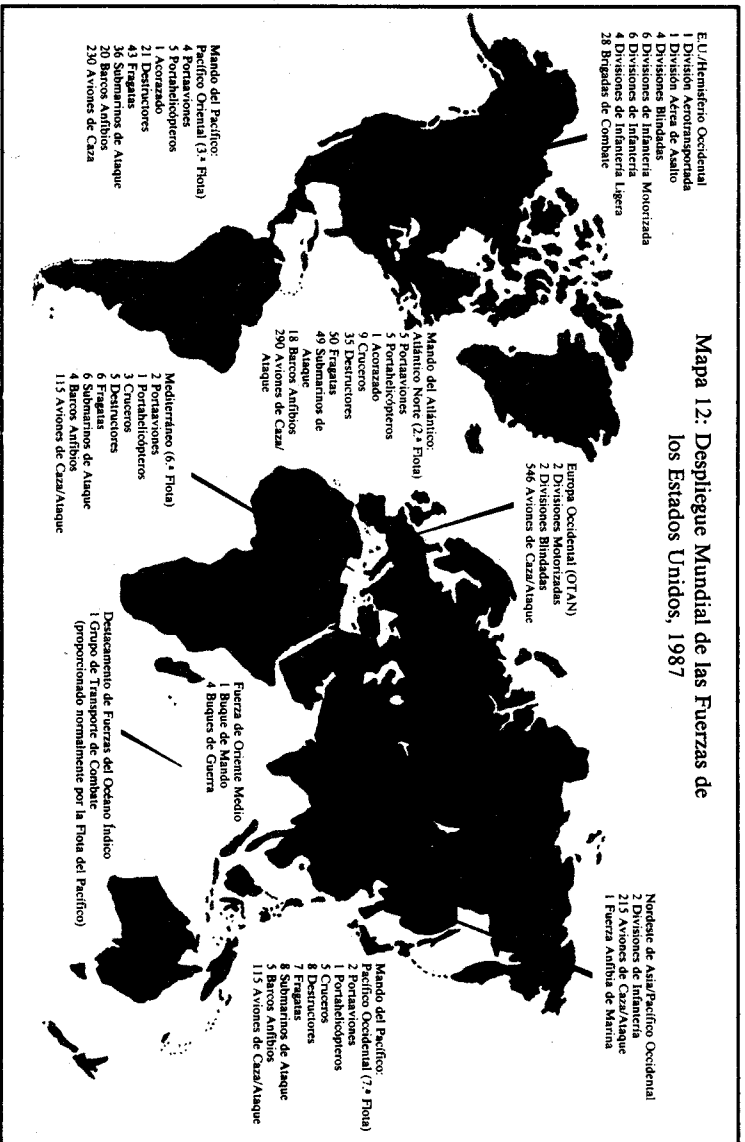 Mapa 12: Despliegue Mundial de las Fuerzas de
los Estados Unidos, 1987
E.U./Hemisferio Occidental
1 División Aerotransportada
1 División Aérea de Asalto
4 Divisiones Blindadas
6 Divisiones de Infantería Motorizada
6 Divisiones de Infantería
4 Divisiones de Infantería Ligera
28 Brigadas de Combate
Mando del Pacífico:
Pacífico Oriental (3.ª Flota)
4 Portaaviones
5 Portahelicópteros
1 Acorazado
21 Destructores
43 Fragatas
36 Submarinos de Ataque
20 Barcos Anfibios
230 Aviones de Caza
Mando del Atlántico:
Atlántico Norte (2.ª Flota)
5 Portaaviones
5 Portahelicópteros
1 Acorazado
9 Cruceros
35 Destructores
50 Fragatas
49 Submarinos de
Ataque
18 Barcos Anfibios
290 Aviones de Caza/
Ataque
Europa Occidental (OTAN)
2 Divisiones Motorizadas
2 Divisiones Blindadas
546 Aviones de Caza/Ataque
Mediterráneo (6.ª Flota)
2 Portaaviones
1 Portahelicópteros
3 Cruceros
5 Destructores
6 Fragatas
6 Submarinos de Ataque
4 Barcos Anfibios
115 Aviones de Caza/Ataque
Fuerza de Oriente Medio
1 Buque de Mando
4 Buques de Guerra
Destacamento de Fuerzas del Océano Índico
1 Grupo de Transporte de Combate
(proporcionado normalmente por la Flota del Pacífico)
Nordeste de Asia/Pacífico Occidental
2 Divisiones de Infantería
215 Aviones de Caza/Ataque
1 Fuerza Anfibia de Marina
Mando del Pacífico:
Pacífico Occidental (7.ª Flota)
2 Portaaviones
1 Portahelicópteros
5 Cruceros
8 Destructores
7 Fragatas
8 Submarinos de Ataque
5 Barcos Anfibios
115 Aviones de Caza/Ataque